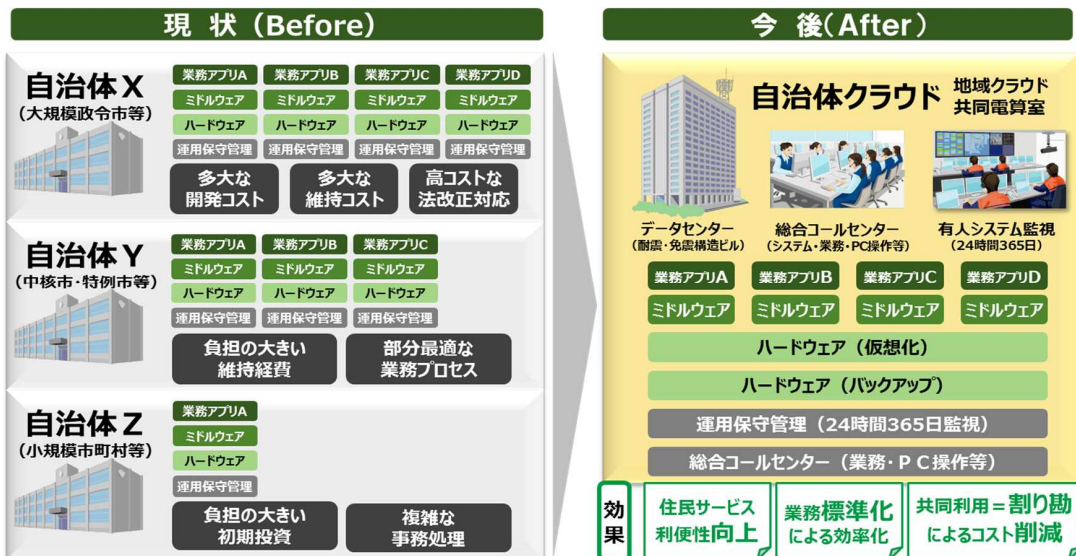 現 状（Before）
自治体X
（大規模政令市等）
業務アプリA 業務アプリB 業務アプリC 業務アプリD
ミドルウェア ミドルウェア ミドルウェア ミドルウェア
ハードウェア ハードウェア ハードウェア ハードウェア
運用保守管理 運用保守管理 運用保守管理 運用保守管理
多大な
開発コスト
多大な
維持コスト
高コストな
法改正対応
自治体Y
（中核市・特例市等）
業務アプリA 業務アプリB 業務アプリC
ミドルウェア ミドルウェア ミドルウェア
ハードウェア ハードウェア ハードウェア
運用保守管理 運用保守管理 運用保守管理
負担の大きい
維持経費
部分最適な
業務プロセス
自治体Z
（小規模市町村等）
業務アプリA
ミドルウェア
ハードウェア
運用保守管理
負担の大きい
初期投資
複雑な
事務処理
今 後（After）
自治体クラウド
地域クラウド
共同電算室
データセンター
（耐震・免震構造ビル）
総合コールセンター
（システム・業務・PC操作等）
有人システム監視
（24時間365日）
業務アプリA 業務アプリB 業務アプリC 業務アプリD
ミドルウェア ミドルウェア ミドルウェア ミドルウェア
ハードウェア（仮想化）
ハードウェア（バックアップ）
運用保守管理（24時間365日監視）
総合コールセンター（業務・ＰＣ操作等）
効果
住民サービス
利便性向上
業務標準化
による効率化
共同利用＝割り勘
によるコスト削減